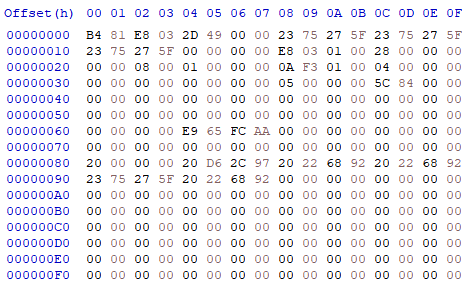 Offset(h) 00 01 02 03 04 05 06 07 08 09 0A 0B 0C 0D 0E 0F
00000000 B4 81 E8 03 2D 49 00 00 23 75 27 5F 23 75 27 5F
00000010 23 75 27 5F 00 00 00 00 E8 03 01 00 28 00 00 00
00000020 00 00 08 00 01 00 00 00 0A F3 01 00 04 00 00 00
00000030 00 00 00 00 00 00 00 00 05 00 00 00 5C 84 00 00
00000040 00 00 00 00 00 00 00 00 00 00 00 00 00 00 00 00
00000050 00 00 00 00 00 00 00 00 00 00 00 00 00 00 00 00
00000060 00 00 00 00 E9 65 FC AA 00 00 00 00 00 00 00 00
00000070 00 00 00 00 00 00 00 00 00 00 00 00 00 00 00 00
00000080 20 00 00 00 20 D6 2C 97 20 22 68 92 20 22 68 92
00000090 23 75 27 5F 20 22 68 92 00 00 00 00 00 00 00 00
000000A0 00 00 00 00 00 00 00 00 00 00 00 00 00 00 00 00
000000B0 00 00 00 00 00 00 00 00 00 00 00 00 00 00 00 00
000000C0 00 00 00 00 00 00 00 00 00 00 00 00 00 00 00 00
000000D0 00 00 00 00 00 00 00 00 00 00 00 00 00 00 00 00
000000E0 00 00 00 00 00 00 00 00 00 00 00 00 00 00 00 00
000000F0 00 00 00 00 00 00 00 00 00 00 00 00 00 00 00 00